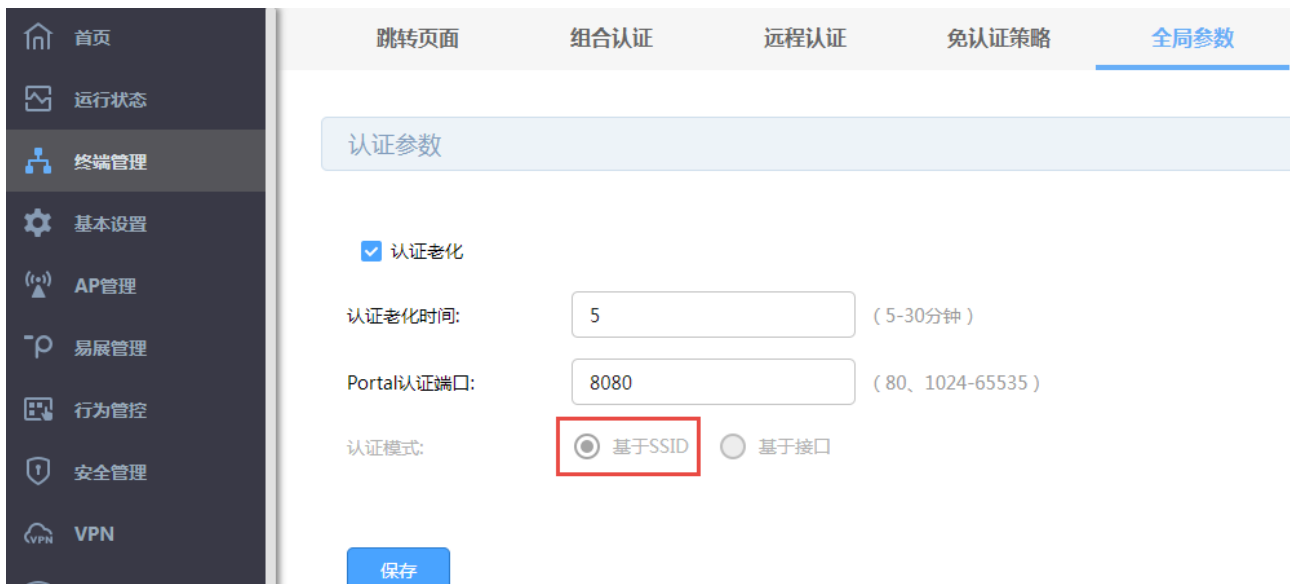 首页
运行状态
终端管理
基本设置
AP管理
易展管理
行为管控
安全管理
VPN
VPN
跳转页面 组合认证 远程认证 免认证策略 全局参数
认证参数
认证老化
认证老化时间: 5 (5-30分钟)
Portal认证端口: 8080 (80、1024-65535)
认证模式: 基于SSID 基于接口
保存